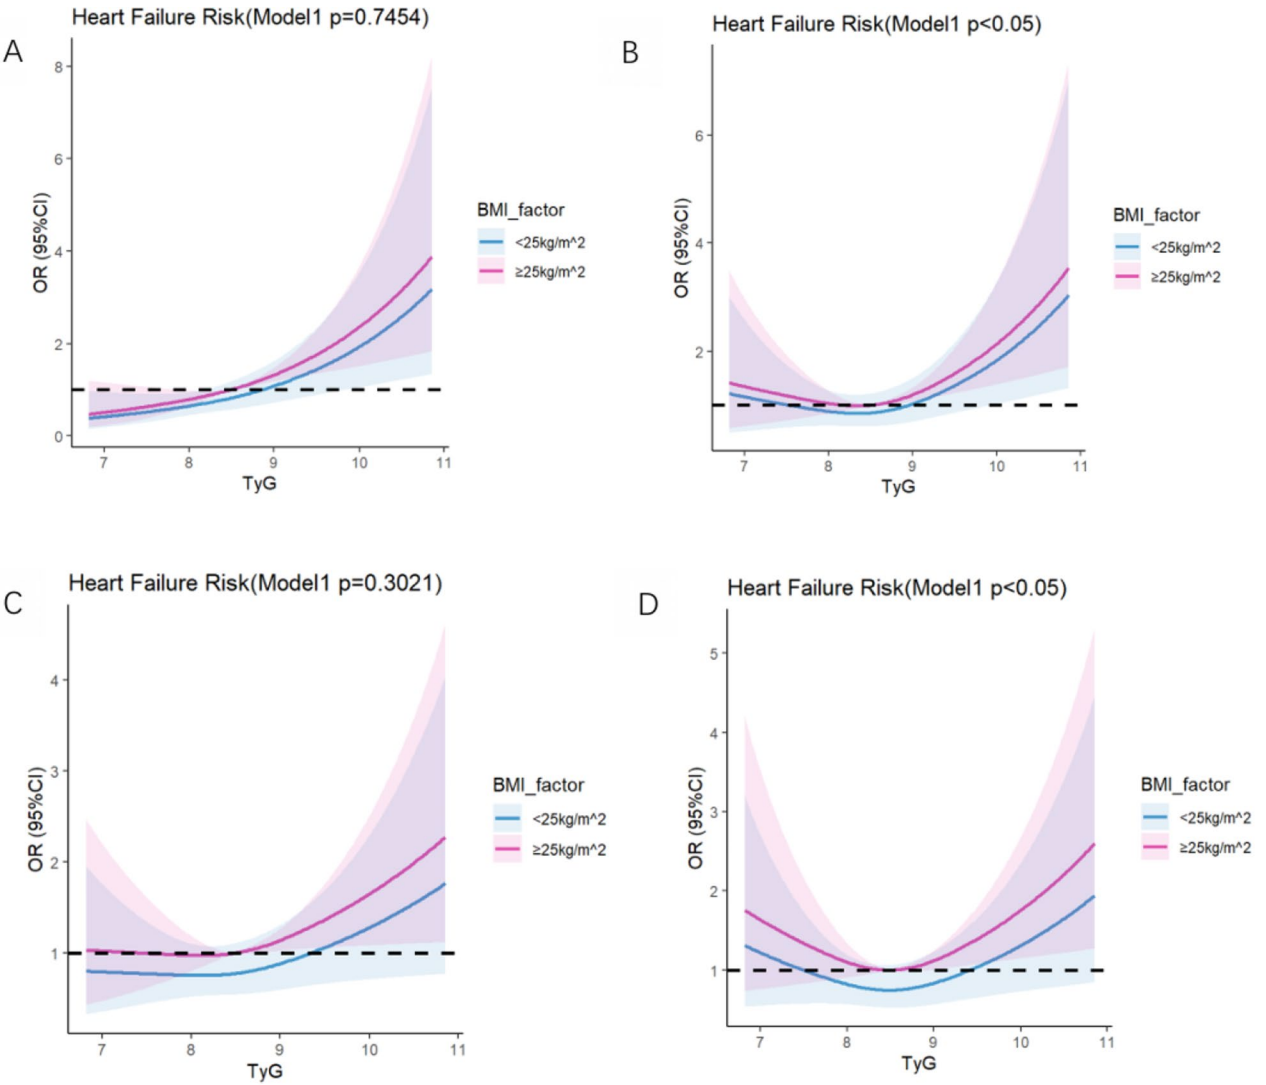 A
Heart Failure Risk(Model1 p=0.7454)
OR (95%CI)
8
6
4
2
0
7 8 9 10 11
TyG
BMI_factor
<25kg/m^2
≥25kg/m^2
B
Heart Failure Risk(Model1 p<0.05)
OR (95%CI)
6
4
2
7 8 9 10 11
TyG
BMI_factor
<25kg/m^2
≥25kg/m^2
C
Heart Failure Risk(Model1 p=0.3021)
OR (95%CI)
4
3
2
1
7 8 9 10 11
TyG
BMI_factor
<25kg/m^2
≥25kg/m^2
D
Heart Failure Risk(Model1 p<0.05)
OR (95%CI)
5
4
3
2
1
7 8 9 10 11
TyG
BMI_factor
<25kg/m^2
≥25kg/m^2